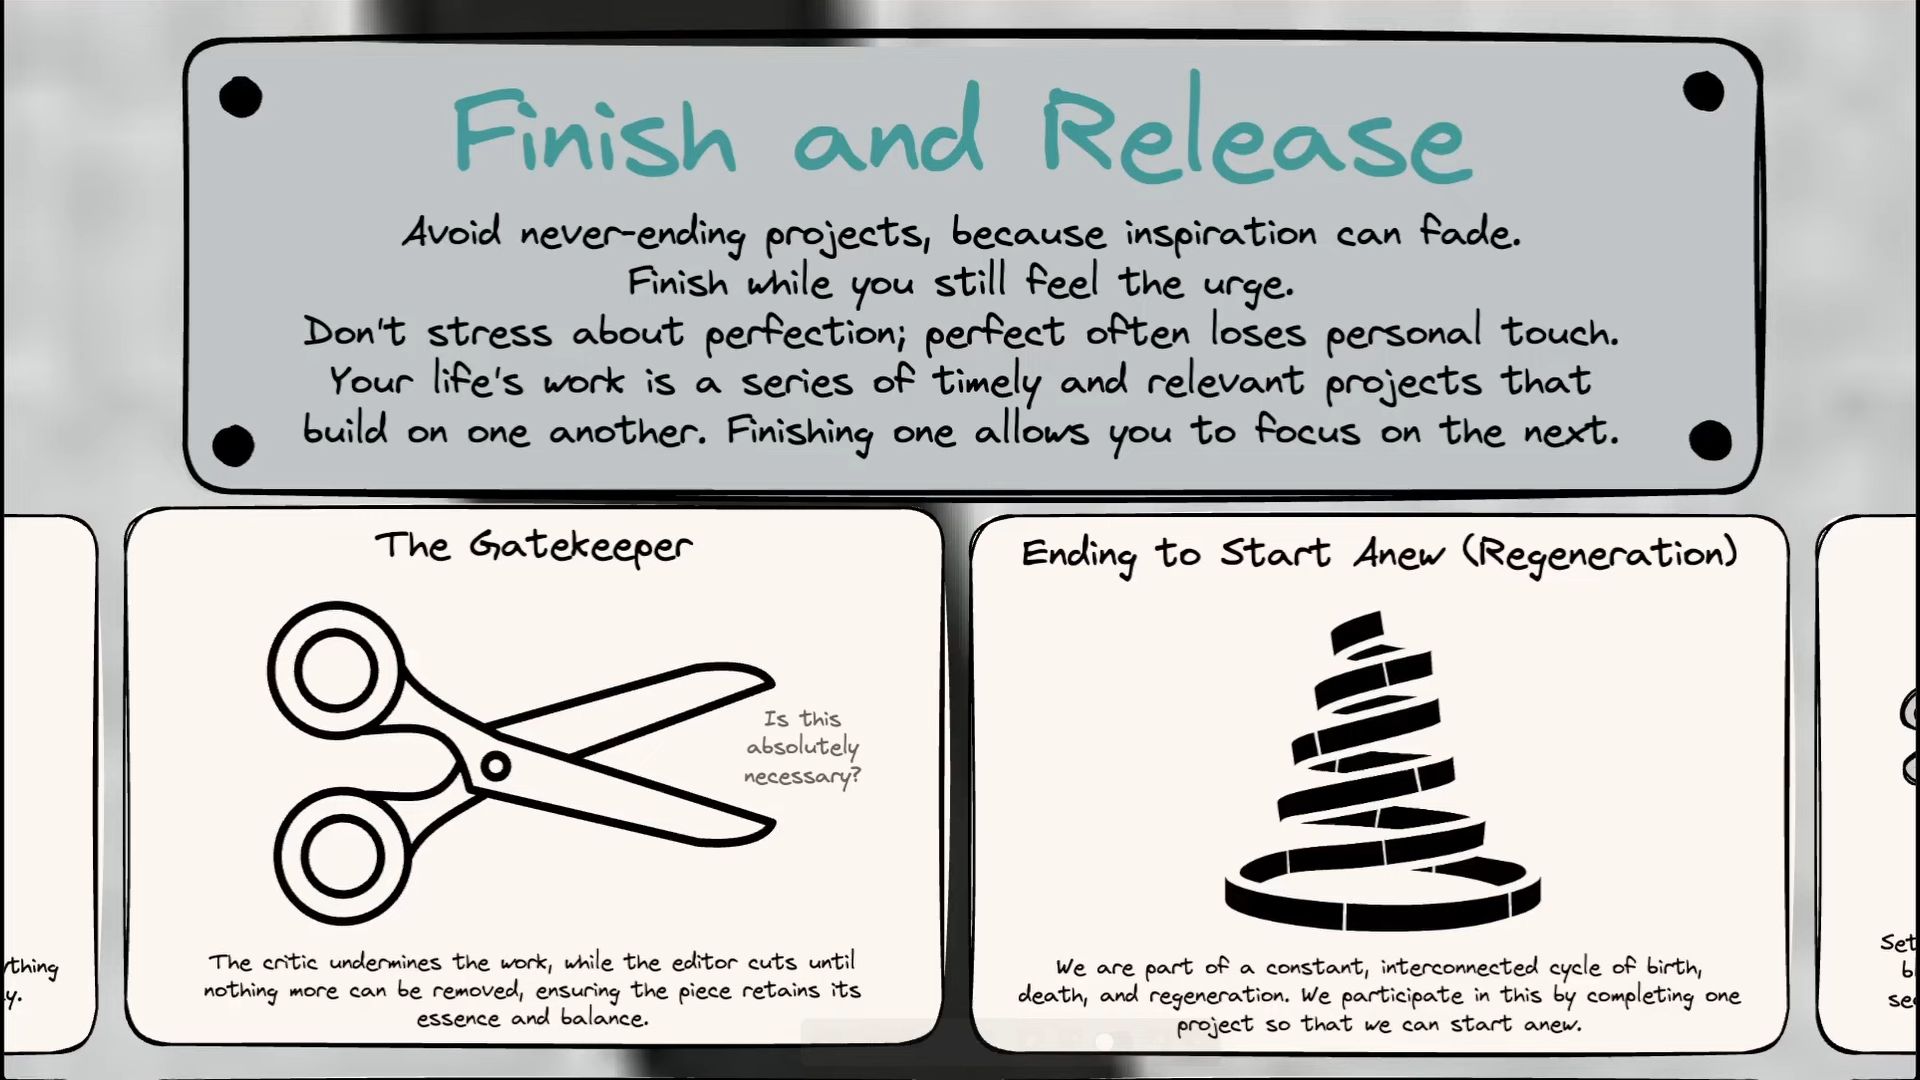 Finish and Release
Avoid never-ending projects, because inspiration can fade.
Finish while you still feel the urge.
Don't stress about perfection; perfect often loses personal touch.
Your life's work is a series of timely and relevant projects that
build on one another. Finishing one allows you to focus on the next.
The Gatekeeper
Is this
absolutely
necessary?
The critic undermines the work, while the editor cuts until
nothing more can be removed, ensuring the piece retains its
essence and balance.
Ending to Start Anew (Regeneration)
We are part of a constant, interconnected cycle of birth,
death, and regeneration. We participate in this by completing one
project so that we can start anew.